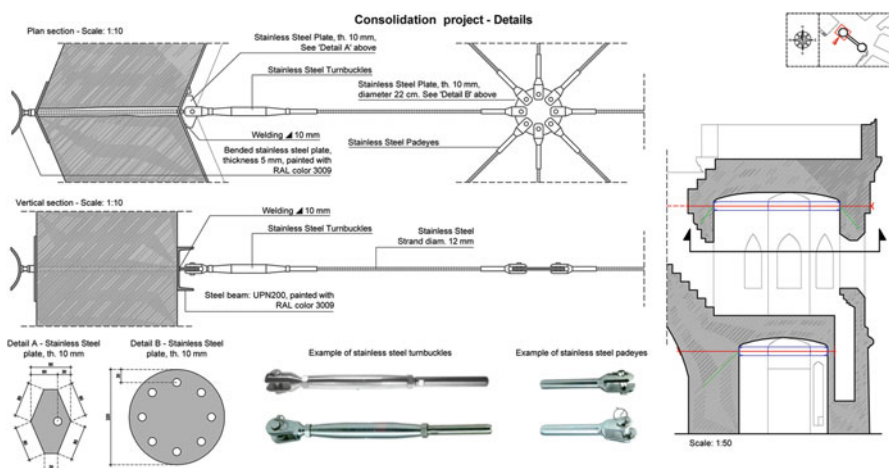 Consolidation project - Details
Plan section - Scale: 1:10
Stainless Steel Plate, th. 10 mm,
See 'Detail A' above
Stainless Steel Turnbuckles
Stainless Steel Plate, th. 10 mm,
diameter 22 cm. See 'Detail B' above
Welding 10 mm
Stainless Steel Padeyes
Bended stainless steel plate,
thickness 5 mm, painted with
RAL color 3009
Vertical section - Scale: 1:10
Welding 10 mm
Stainless Steel Turnbuckles
Stainless Steel
Strand diam. 12 mm
Steel beam: UPN200, painted with
RAL color 3009
Detail A - Stainless Steel
plate, th. 10 mm
Detail B - Stainless Steel
plate, th. 10 mm
Example of stainless steel turnbuckles
Example of stainless steel padeyes
Scale: 1:50